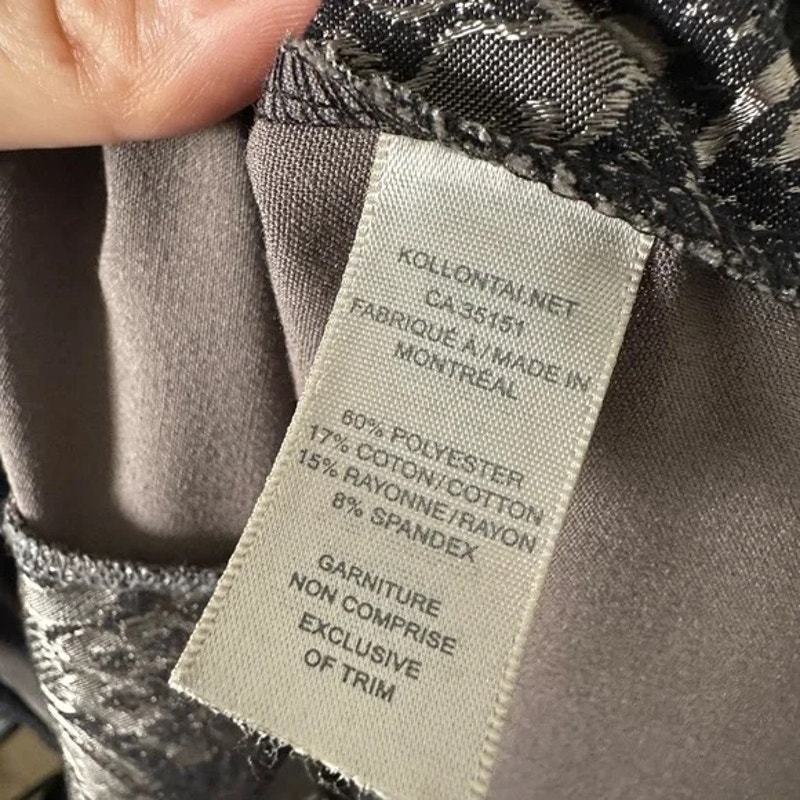 KOLLONTAI.NET
CA 35151
FABRIQUÉ À/MADE IN
MONTRÉAL
60% POLYESTER
17% COTON/COTTON
15% RAYONNE/RAYON
8% SPANDEX
GARNITURE
NON COMPRISE
EXCLUSIVE
OF TRIM